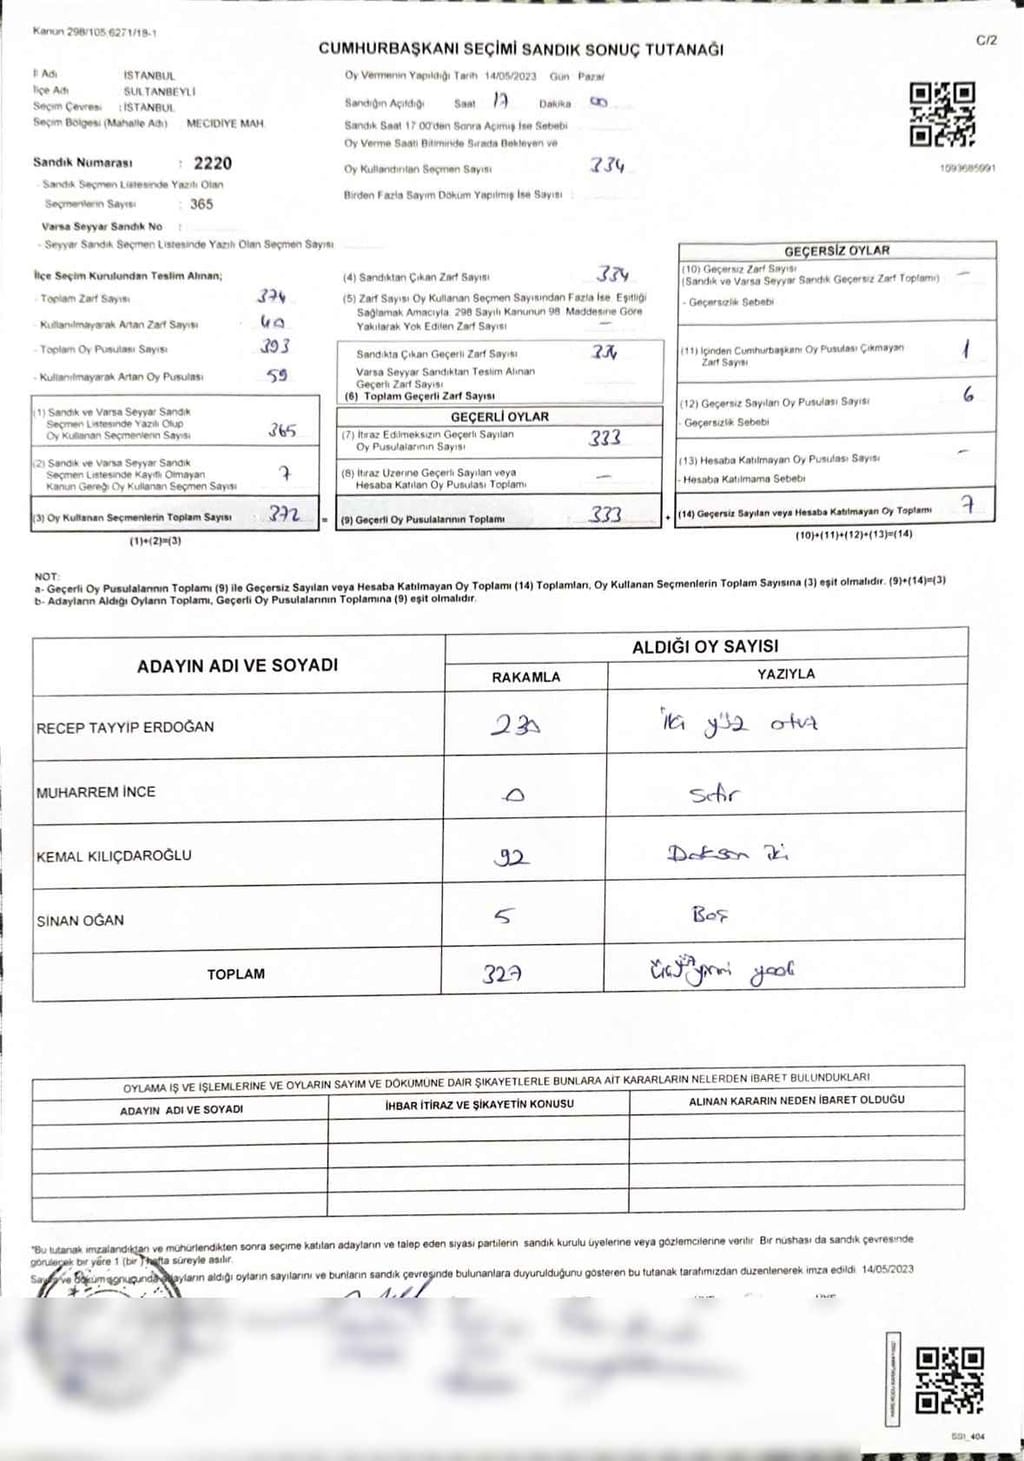 Kanun 298/105 6271/18-1
C/2
CUMHURBAŞKANI SEÇİMİ SANDIK SONUÇ TUTANAĞI
İl Adı İSTANBUL
İlçe Adı SULTANBEYLİ
Seçim Çevresi : İSTANBUL
Seçim Bölgesi (Mahalle Adı) MECİDİYE MAH.
Sandık Numarası : 2220
- Sandık Seçmen Listesinde Yazılı Olan
Seçmenlerin Sayısı : 365
Varsa Seyyar Sandık No :
- Seyyar Sandık Seçmen Listesinde Yazılı Olan Seçmen Sayısı
Oy Vermenin Yapıldığı Tarih 14/05/2023 Gün Pazar
Sandığın Açıldığı Saat 17 Dakika 00
Sandık Saat 17 00'den Sonra Açımış İse Sebebi
Oy Verme Saati Bitiminde Sırada Bekleyen ve
Oy Kullandırılan Seçmen Sayısı 334
Birden Fazla Sayım Döküm Yapılmış İse Sayısı :
1093685991
İlçe Seçim Kurulundan Teslim Alınan;
- Toplam Zarf Sayısı 374
- Kullanılmayarak Artan Zarf Sayısı 40
- Toplam Oy Pusulası Sayısı 393
- Kullanılmayarak Artan Oy Pusulası 59
(1) Sandık ve Varsa Seyyar Sandık
Seçmen Listesinde Yazılı Olup
Oy Kullanan Seçmenlerin Sayısı 365
(2) Sandık ve Varsa Seyyar Sandık
Seçmen Listesinde Kayıtlı Olmayan
Kanun Gereği Oy Kullanan Seçmen Sayısı 7
(3) Oy Kullanan Seçmenlerin Toplam Sayısı 372 =
(1)+(2)=(3)
(4) Sandıktan Çıkan Zarf Sayısı 334
(5) Zarf Sayısı Oy Kullanan Seçmen Sayısından Fazla İse Eşitliği
Sağlamak Amacıyla 298 Sayılı Kanunun 98 Maddesine Göre
Yakılarak Yok Edilen Zarf Sayısı —
Sandıkta Çıkan Geçerli Zarf Sayısı 334
Varsa Seyyar Sandıktan Teslim Alınan
Geçerli Zarf Sayısı
(6) Toplam Geçerli Zarf Sayısı
GEÇERLİ OYLAR
(7) İtiraz Edilmeksizin Geçerli Sayılan
Oy Pusulalarının Sayısı 333
(8) İtiraz Üzerine Geçerli Sayılan veya
Hesaba Katılan Oy Pusulası Toplamı —
(9) Geçerli Oy Pusulalarının Toplamı 333 +
GEÇERSİZ OYLAR
(10) Geçersiz Zarf Sayısı —
(Sandık ve Varsa Seyyar Sandık Geçersiz Zarf Toplamı)
- Geçersizlik Sebebi
(11) İçinden Cumhurbaşkanı Oy Pusulası Çıkmayan
Zarf Sayısı 1
(12) Geçersiz Sayılan Oy Pusulası Sayısı 6
- Geçersizlik Sebebi
(13) Hesaba Katılmayan Oy Pusulası Sayısı —
- Hesaba Katılmama Sebebi
(14) Geçersiz Sayılan veya Hesaba Katılmayan Oy Toplamı 7
(10)+(11)+(12)+(13)=(14)
NOT:
a- Geçerli Oy Pusulalarının Toplamı (9) ile Geçersiz Sayılan veya Hesaba Katılmayan Oy Toplamı (14) Toplamları, Oy Kullanan Seçmenlerin Toplam Sayısına (3) eşit olmalıdır. (9)+(14)=(3)
b- Adayların Aldığı Oyların Toplamı, Geçerli Oy Pusulalarının Toplamına (9) eşit olmalıdır.
ADAYIN ADI VE SOYADI
ALDIĞI OY SAYISI
RAKAMLA YAZIYLA
RECEP TAYYİP ERDOĞAN 230 İki yüz otuz
MUHARREM İNCE 0 Sıfır
KEMAL KILIÇDAROĞLU 92 Doksan iki
SİNAN OĞAN 5 Beş
TOPLAM 327 Üçyüz yirmi yedi
OYLAMA İŞ VE İŞLEMLERİNE VE OYLARIN SAYIM VE DÖKÜMÜNE DAİR ŞİKAYETLERLE BUNLARA AİT KARARLARIN NELERDEN İBARET BULUNDUKLARI
ADAYIN ADI VE SOYADI İHBAR İTİRAZ VE ŞİKAYETİN KONUSU ALINAN KARARIN NEDEN İBARET OLDUĞU
*Bu tutanak imzalandıktan ve mühürlendikten sonra seçime katılan adayların ve talep eden siyasi partilerin sandık kurulu üyelerine veya gözlemcilerine verilir. Bir nüshası da sandık çevresinde
görülecek bir yere 1 (bir) hafta süreyle asılır.
Sayım ve döküm sonucunda adayların aldığı oyların sayılarını ve bunların sandık çevresinde bulunanlara duyurulduğunu gösteren bu tutanak tarafımızdan düzenlenerek imza edildi. 14/05/2023
SSI_404